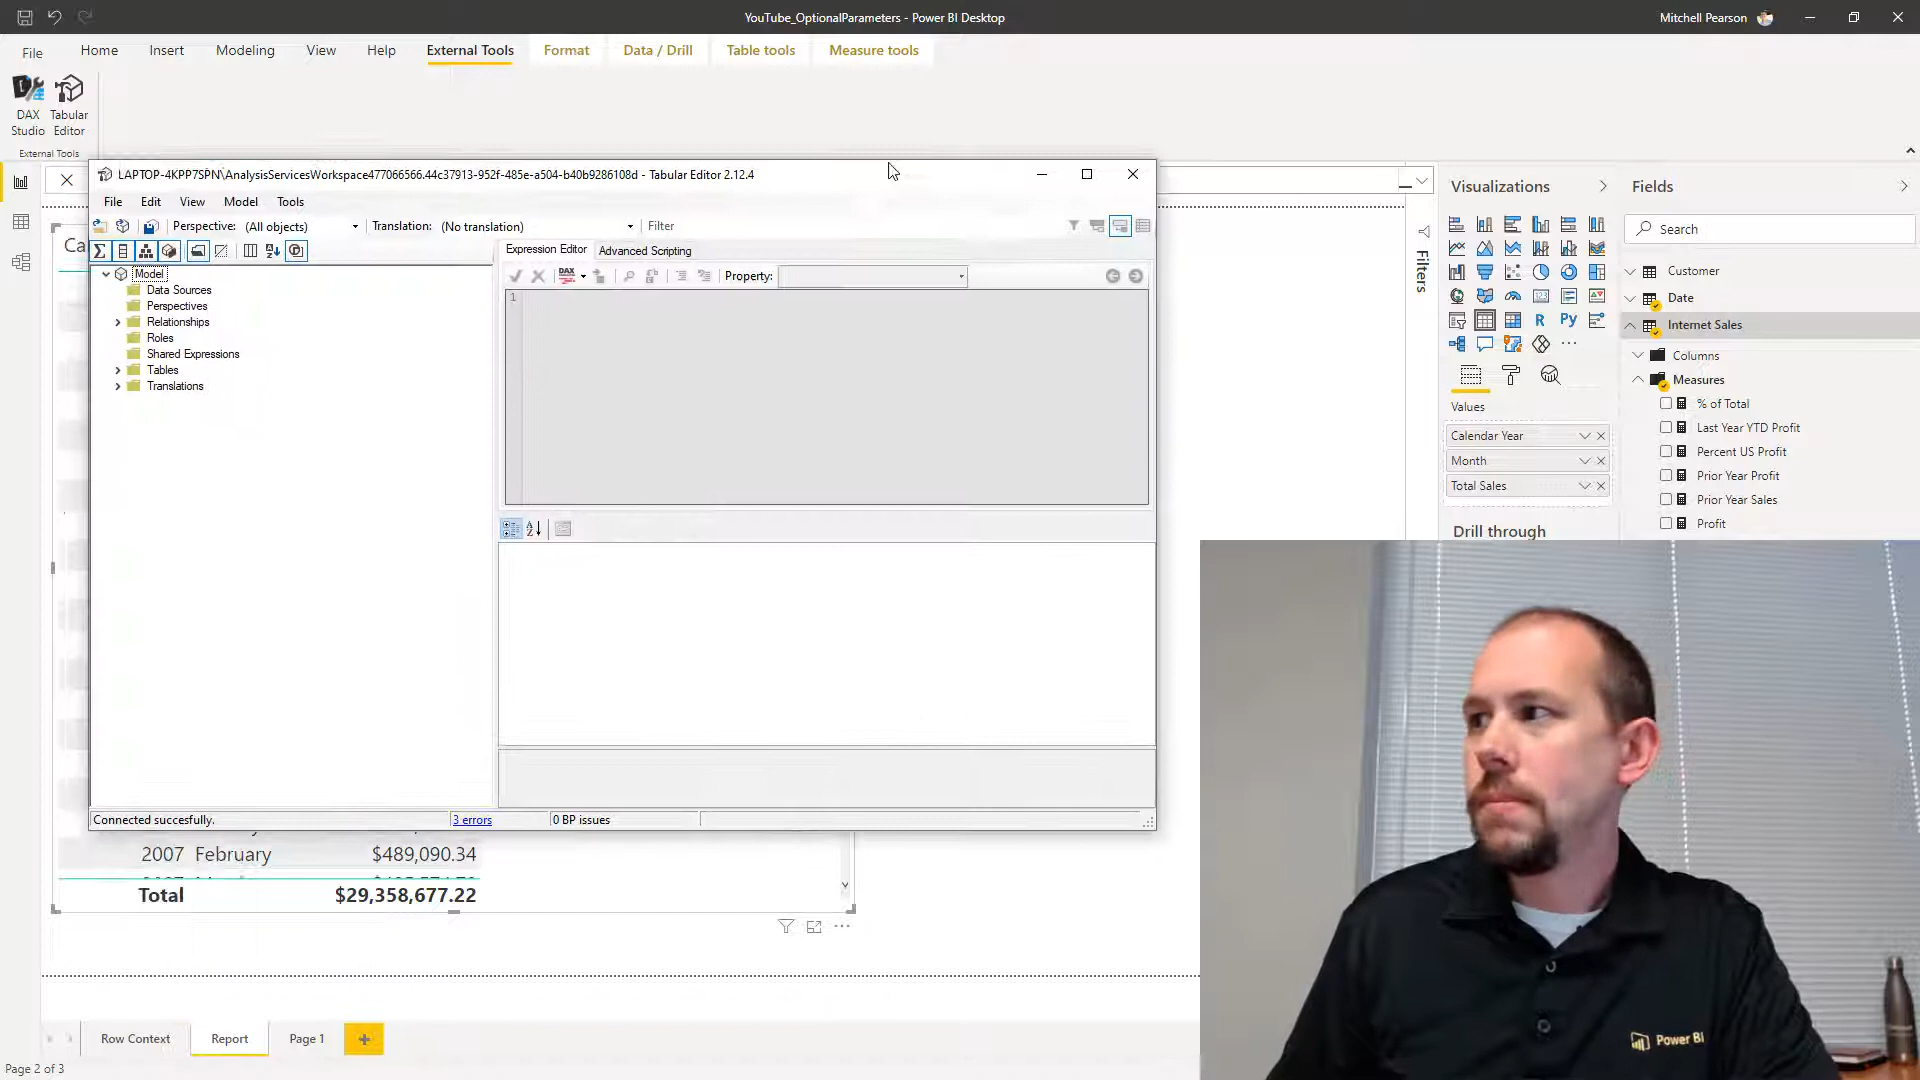 YouTube_OptionalParameters - Power BI Desktop
Mitchell Pearson
File Home Insert Modeling View Help External Tools Format Data / Drill Table tools Measure tools
DAX Studio
Tabular Editor
External Tools
LAPTOP-4KPP7SPN\AnalysisServicesWorkspace477066566.44c37913-952f-485e-a504-b40b9286108d - Tabular Editor 2.12.4
File Edit View Model Tools
Perspective: (All objects) Translation: (No translation) Filter
Expression Editor Advanced Scripting
DAX Property:
1
Model
Data Sources
Perspectives
Relationships
Roles
Shared Expressions
Tables
Translations
Connected succesfully. 3 errors 0 BP issues
Ca
2007 February $489,090.34
Total $29,358,677.22
Filters
Visualizations
R Py
Values
Calendar Year
Month
Total Sales
Drill through
Fields
Search
Customer
Date
Internet Sales
Columns
Measures
% of Total
Last Year YTD Profit
Percent US Profit
Prior Year Profit
Prior Year Sales
Profit
Power BI
Row Context Report Page 1
Page 2 of 3